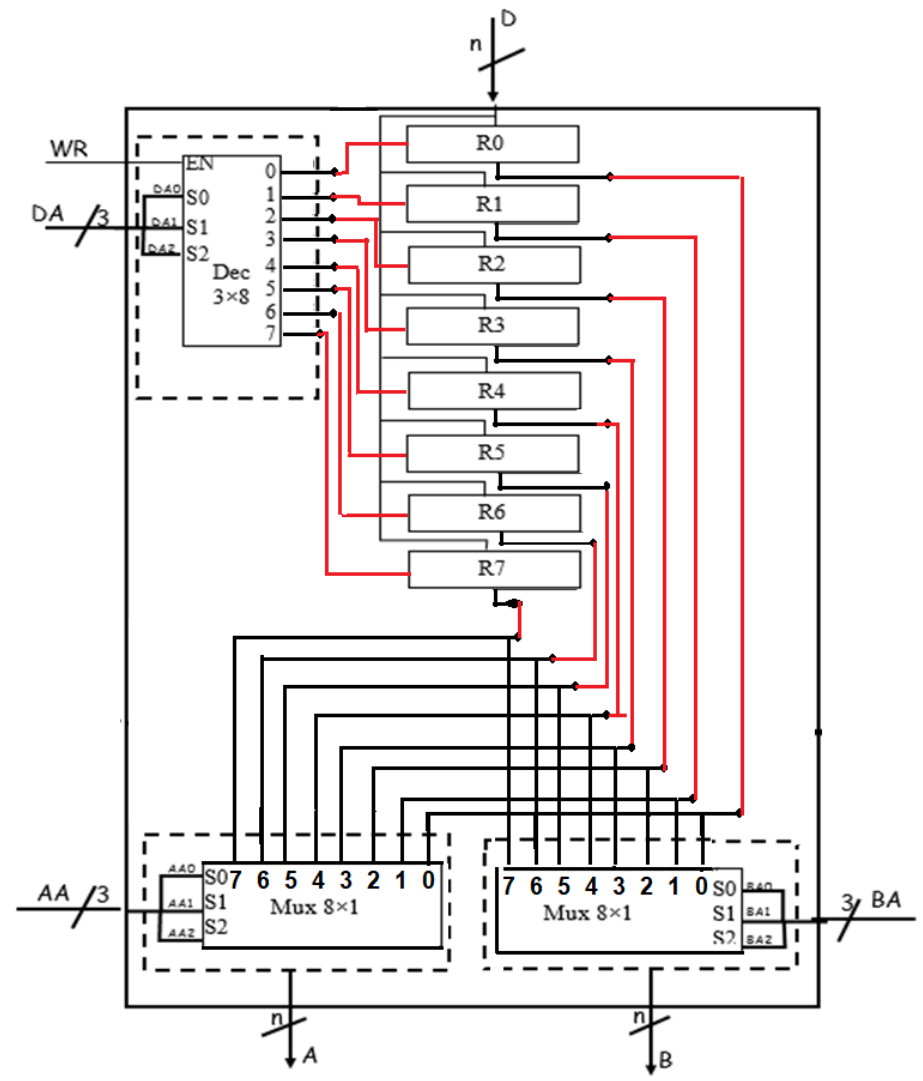 D
n
WR
EN
0
R0
DA0
S0
1
R1
DA
3
DA1
S1
2
DA2
S2
3
R2
Dec
4
3×8
5
R3
6
7
R4
R5
R6
R7
AA0
S0 7 6 5 4 3 2 1 0
7 6 5 4 3 2 1 0 S0
BA0
AA
3
AA1
S1
Mux 8×1
Mux 8×1
S1
BA1
3
BA
AA2
S2
S2
BA2
n
A
n
B